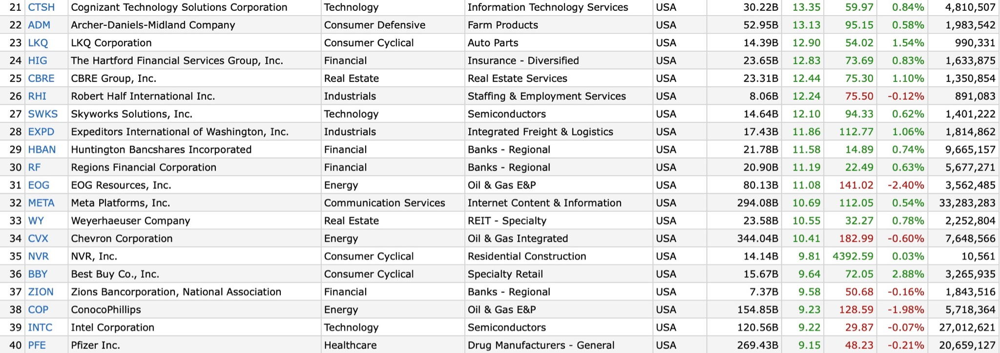 21 CTSH Cognizant Technology Solutions Corporation Technology Information Technology Services USA 30.22B 13.35 59.97 0.84% 4,810,507
22 ADM Archer-Daniels-Midland Company Consumer Defensive Farm Products USA 52.95B 13.13 95.15 0.58% 1,983,542
23 LKQ LKQ Corporation Consumer Cyclical Auto Parts USA 14.39B 12.90 54.02 1.54% 990,331
24 HIG The Hartford Financial Services Group, Inc. Financial Insurance - Diversified USA 23.65B 12.83 73.69 0.83% 1,633,875
25 CBRE CBRE Group, Inc. Real Estate Real Estate Services USA 23.31B 12.44 75.30 1.10% 1,350,854
26 RHI Robert Half International Inc. Industrials Staffing & Employment Services USA 8.06B 12.24 75.50 -0.12% 891,083
27 SWKS Skyworks Solutions, Inc. Technology Semiconductors USA 14.64B 12.10 94.33 0.62% 1,401,222
28 EXPD Expeditors International of Washington, Inc. Industrials Integrated Freight & Logistics USA 17.43B 11.86 112.77 1.06% 1,814,862
29 HBAN Huntington Bancshares Incorporated Financial Banks - Regional USA 21.78B 11.58 14.89 0.74% 9,665,157
30 RF Regions Financial Corporation Financial Banks - Regional USA 20.90B 11.19 22.49 0.63% 5,677,271
31 EOG EOG Resources, Inc. Energy Oil & Gas E&P USA 80.13B 11.08 141.02 -2.40% 3,562,485
32 META Meta Platforms, Inc. Communication Services Internet Content & Information USA 294.08B 10.69 112.05 0.54% 33,283,283
33 WY Weyerhaeuser Company Real Estate REIT - Specialty USA 23.58B 10.55 32.27 0.78% 2,252,804
34 CVX Chevron Corporation Energy Oil & Gas Integrated USA 344.04B 10.41 182.99 -0.60% 7,648,566
35 NVR NVR, Inc. Consumer Cyclical Residential Construction USA 14.14B 9.81 4392.59 0.03% 10,561
36 BBY Best Buy Co., Inc. Consumer Cyclical Specialty Retail USA 15.67B 9.64 72.05 2.88% 3,265,935
37 ZION Zions Bancorporation, National Association Financial Banks - Regional USA 7.37B 9.58 50.68 -0.16% 1,843,516
38 COP ConocoPhillips Energy Oil & Gas E&P USA 154.85B 9.23 128.59 -1.98% 5,718,364
39 INTC Intel Corporation Technology Semiconductors USA 120.56B 9.22 29.87 -0.07% 27,012,621
40 PFE Pfizer Inc. Healthcare Drug Manufacturers - General USA 269.43B 9.15 48.23 -0.21% 20,659,127